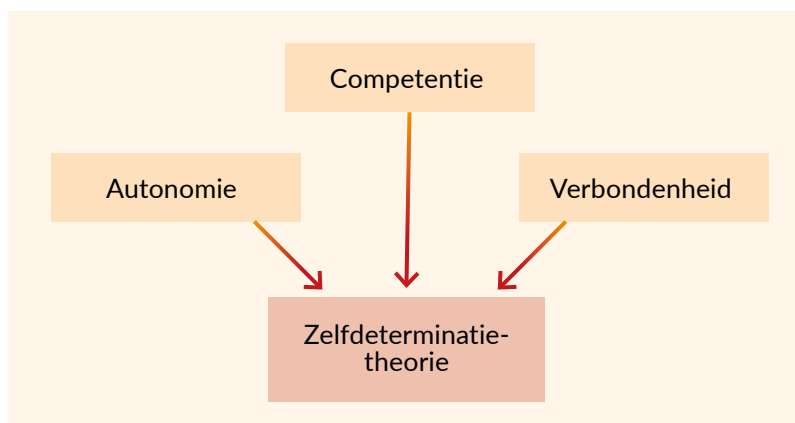 Competentie
Autonomie
Verbondenheid
Zelfdeterminatie-
theorie